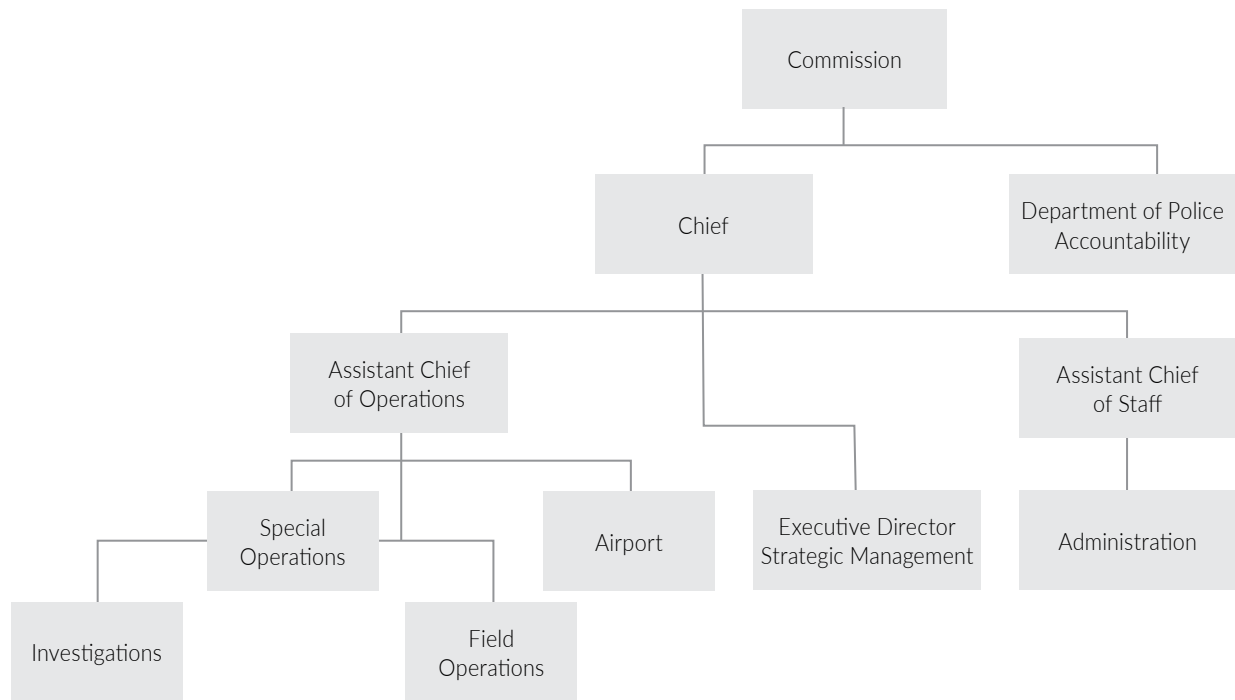 Commission
Chief
Department of Police
Accountability
Assistant Chief
of Operations
Assistant Chief
of Staff
Special
Operations
Airport
Executive Director
Strategic Management
Administration
Investigations
Field
Operations